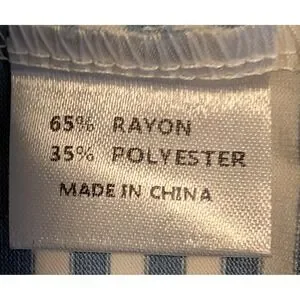 65% RAYON
35% POLYESTER
MADE IN CHINA